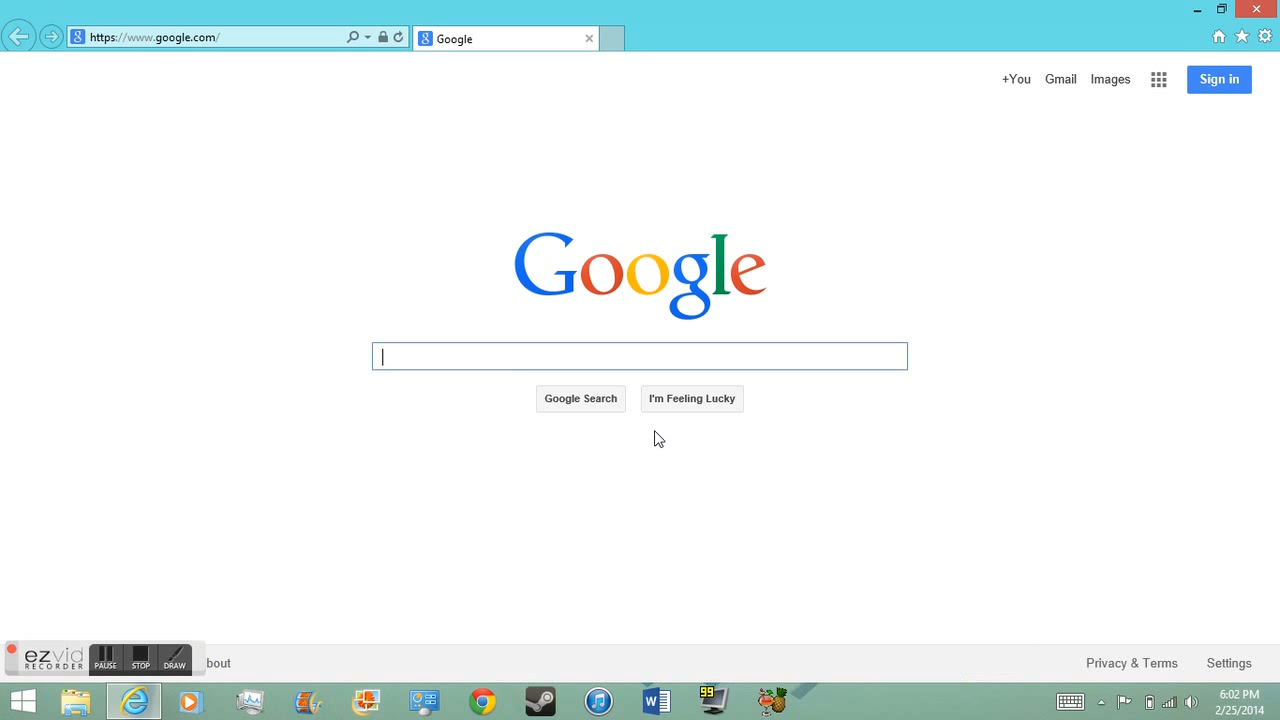 https://www.google.com/
Google
+You
Gmail
Images
Sign in
Google
Google Search
I'm Feeling Lucky
ezvid
RECORDER
PAUSE
STOP
DRAW
bout
Privacy & Terms
Settings
99
6:02 PM
2/25/2014